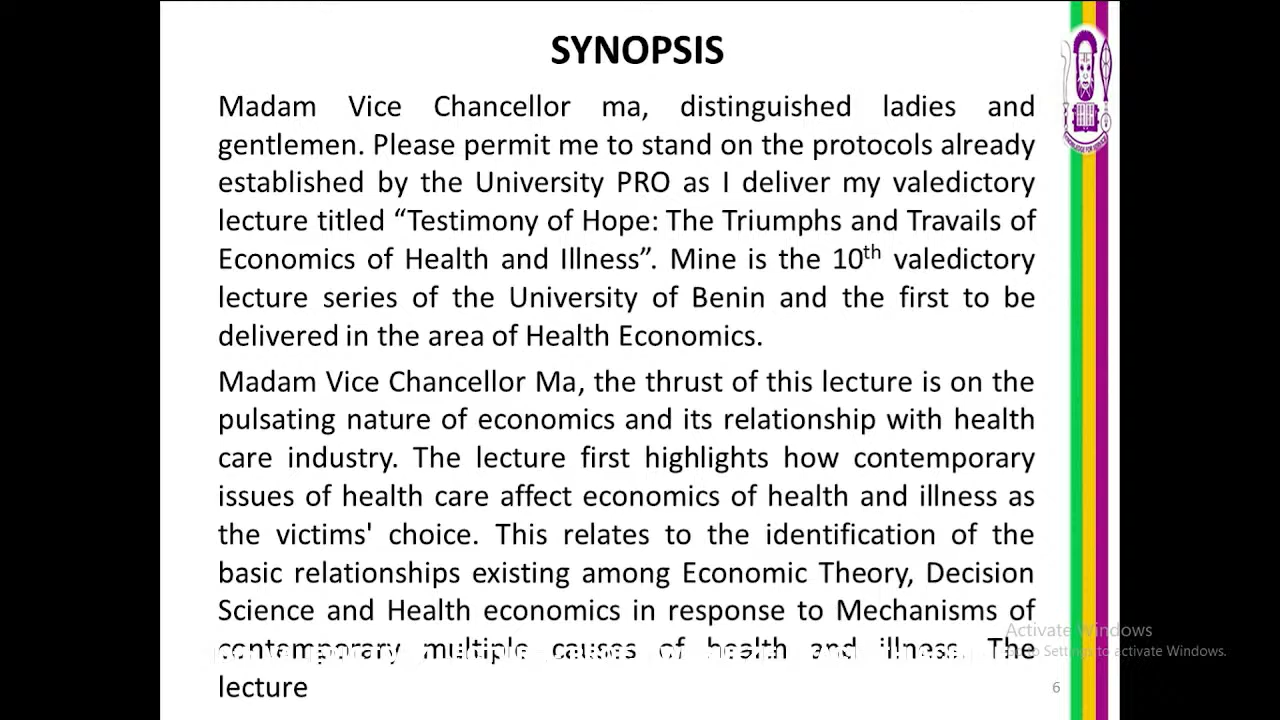 SYNOPSIS
Madam Vice Chancellor ma, distinguished ladies and
gentlemen. Please permit me to stand on the protocols already
established by the University PRO as I deliver my valedictory
lecture titled “Testimony of Hope: The Triumphs and Travails of
Economics of Health and Illness”. Mine is the 10th valedictory
lecture series of the University of Benin and the first to be
delivered in the area of Health Economics.
Madam Vice Chancellor Ma, the thrust of this lecture is on the
pulsating nature of economics and its relationship with health
care industry. The lecture first highlights how contemporary
issues of health care affect economics of health and illness as
the victims' choice. This relates to the identification of the
basic relationships existing among Economic Theory, Decision
Science and Health economics in response to Mechanisms of
contemporary multiple causes of health and illness. The
lecture
Activate Windows
to Settings to activate Windows.
6